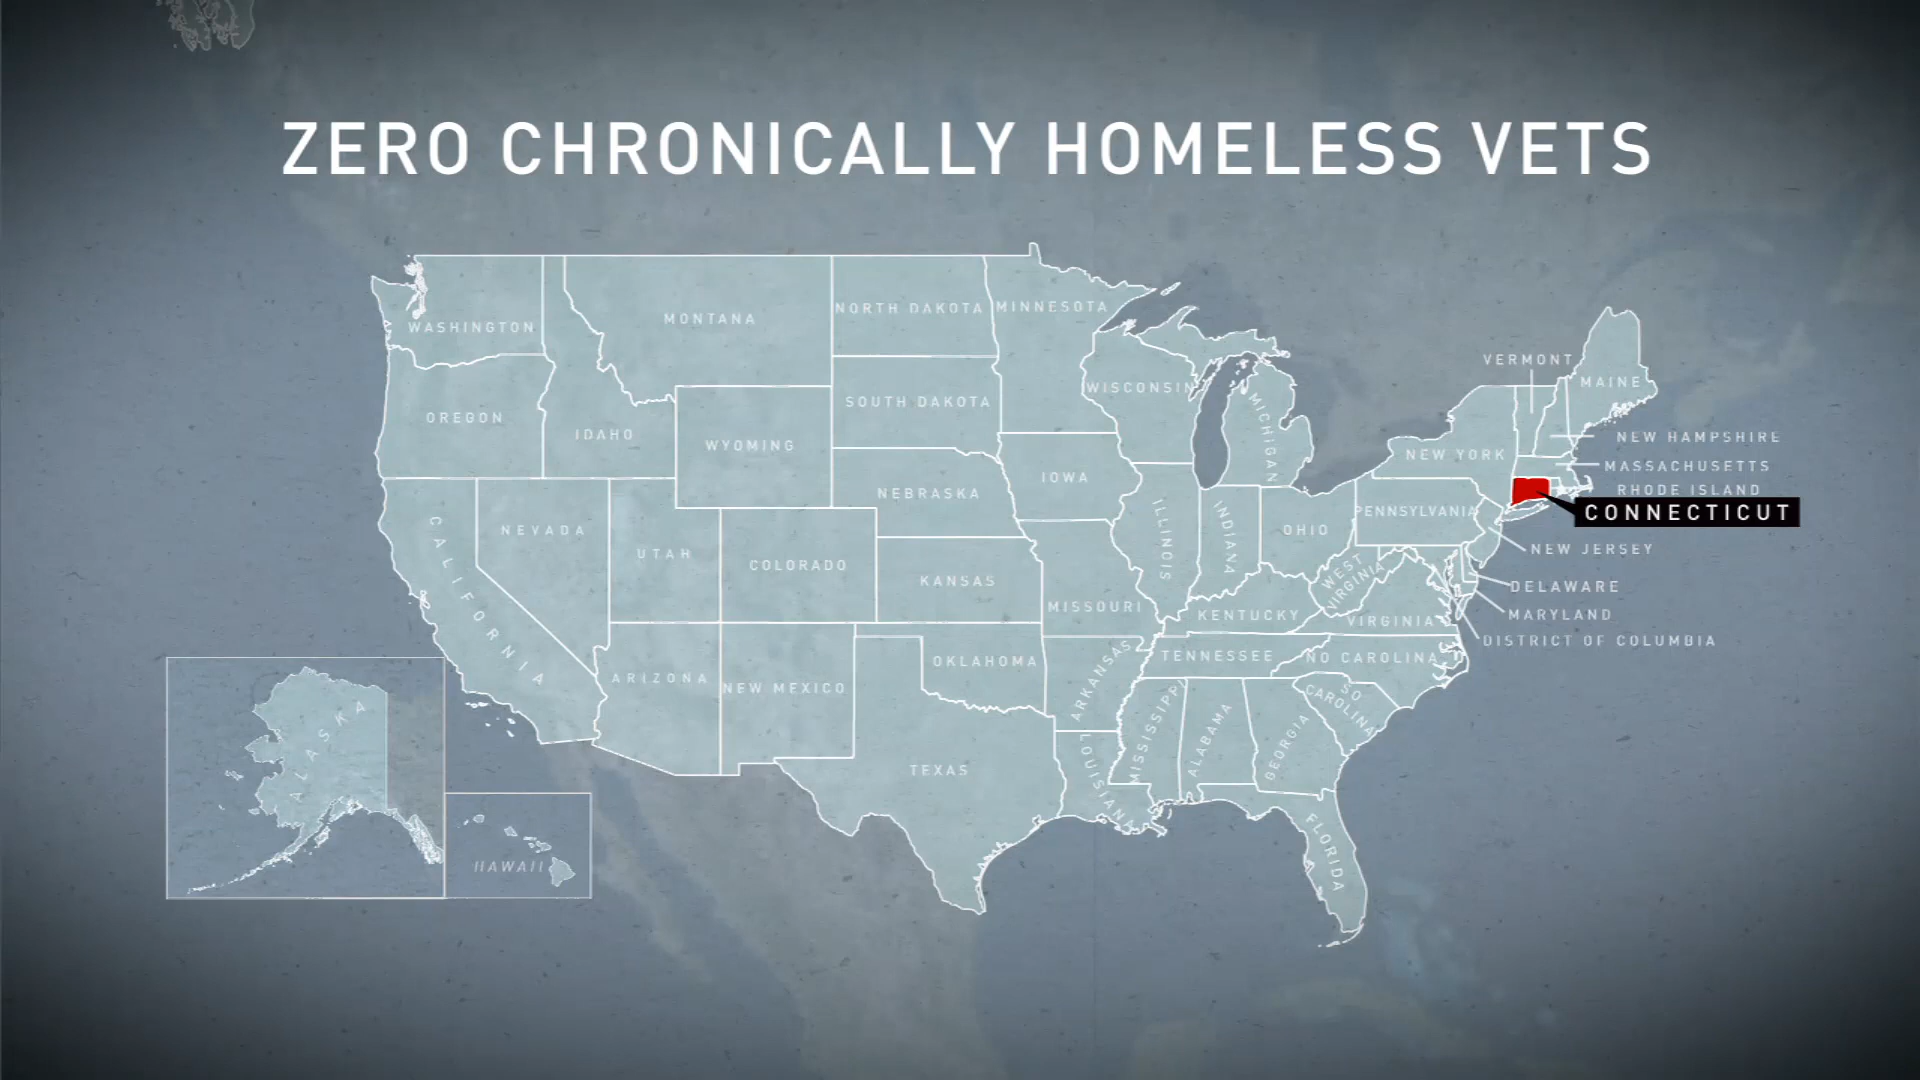 ZERO CHRONICALLY HOMELESS VETS
WASHINGTON
MONTANA
NORTH DAKOTA
MINNESOTA
VERMONT
MAINE
OREGON
IDAHO
WYOMING
SOUTH DAKOTA
WISCONSIN
MICHIGAN
NEW YORK
NEW HAMPSHIRE
MASSACHUSETTS
RHODE ISLAND
CONNECTICUT
CALIFORNIA
NEVADA
UTAH
COLORADO
NEBRASKA
KANSAS
IOWA
MISSOURI
ILLINOIS
INDIANA
OHIO
PENNSYLVANIA
NEW JERSEY
WEST
VIRGINIA
DELAWARE
MARYLAND
DISTRICT OF COLUMBIA
KENTUCKY
VIRGINIA
ARIZONA
NEW MEXICO
OKLAHOMA
ARKANSAS
TENNESSEE
NO CAROLINA
SO
CAROLINA
TEXAS
LOUISIANA
MISSISSIPPI
ALABAMA
GEORGIA
FLORIDA
ALASKA
HAWAII